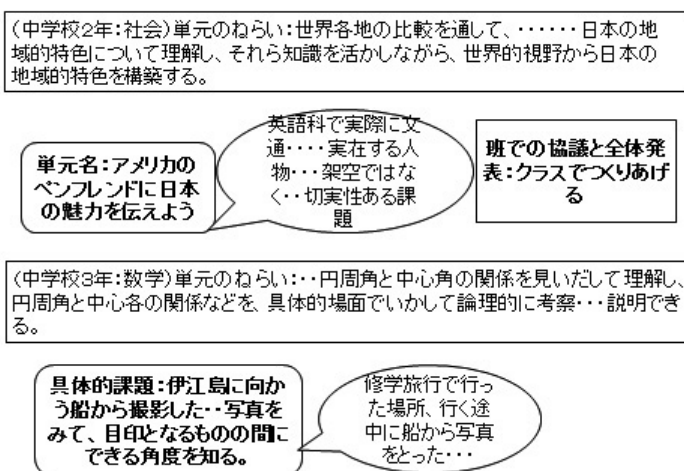 (中学校2年:社会)単元のねらい:世界各地の比較を通して、・・・・・・日本の地
域的特色について理解し、それら知識を活かしながら、世界的視野から日本の
地域的特色を構築する。
単元名:アメリカの
ペンフレンドに日本
の魅力を伝えよう
英語科で実際に文
通・・・・実在する人
物・・・架空ではな
く・・切実性ある課
題
班での協議と全体発
表:クラスでつくりあげ
る
(中学校3年:数学)単元のねらい:・・円周角と中心角の関係を見いだして理解し、
円周角と中心各の関係などを、具体的場面でいかして論理的に考察・・・説明でき
る。
具体的課題:伊江島に向か
う船から撮影した・・写真を
みて、目印となるものの間に
できる角度を知る。
修学旅行で行っ
た場所、行く途
中に船から写真
をとった・・・